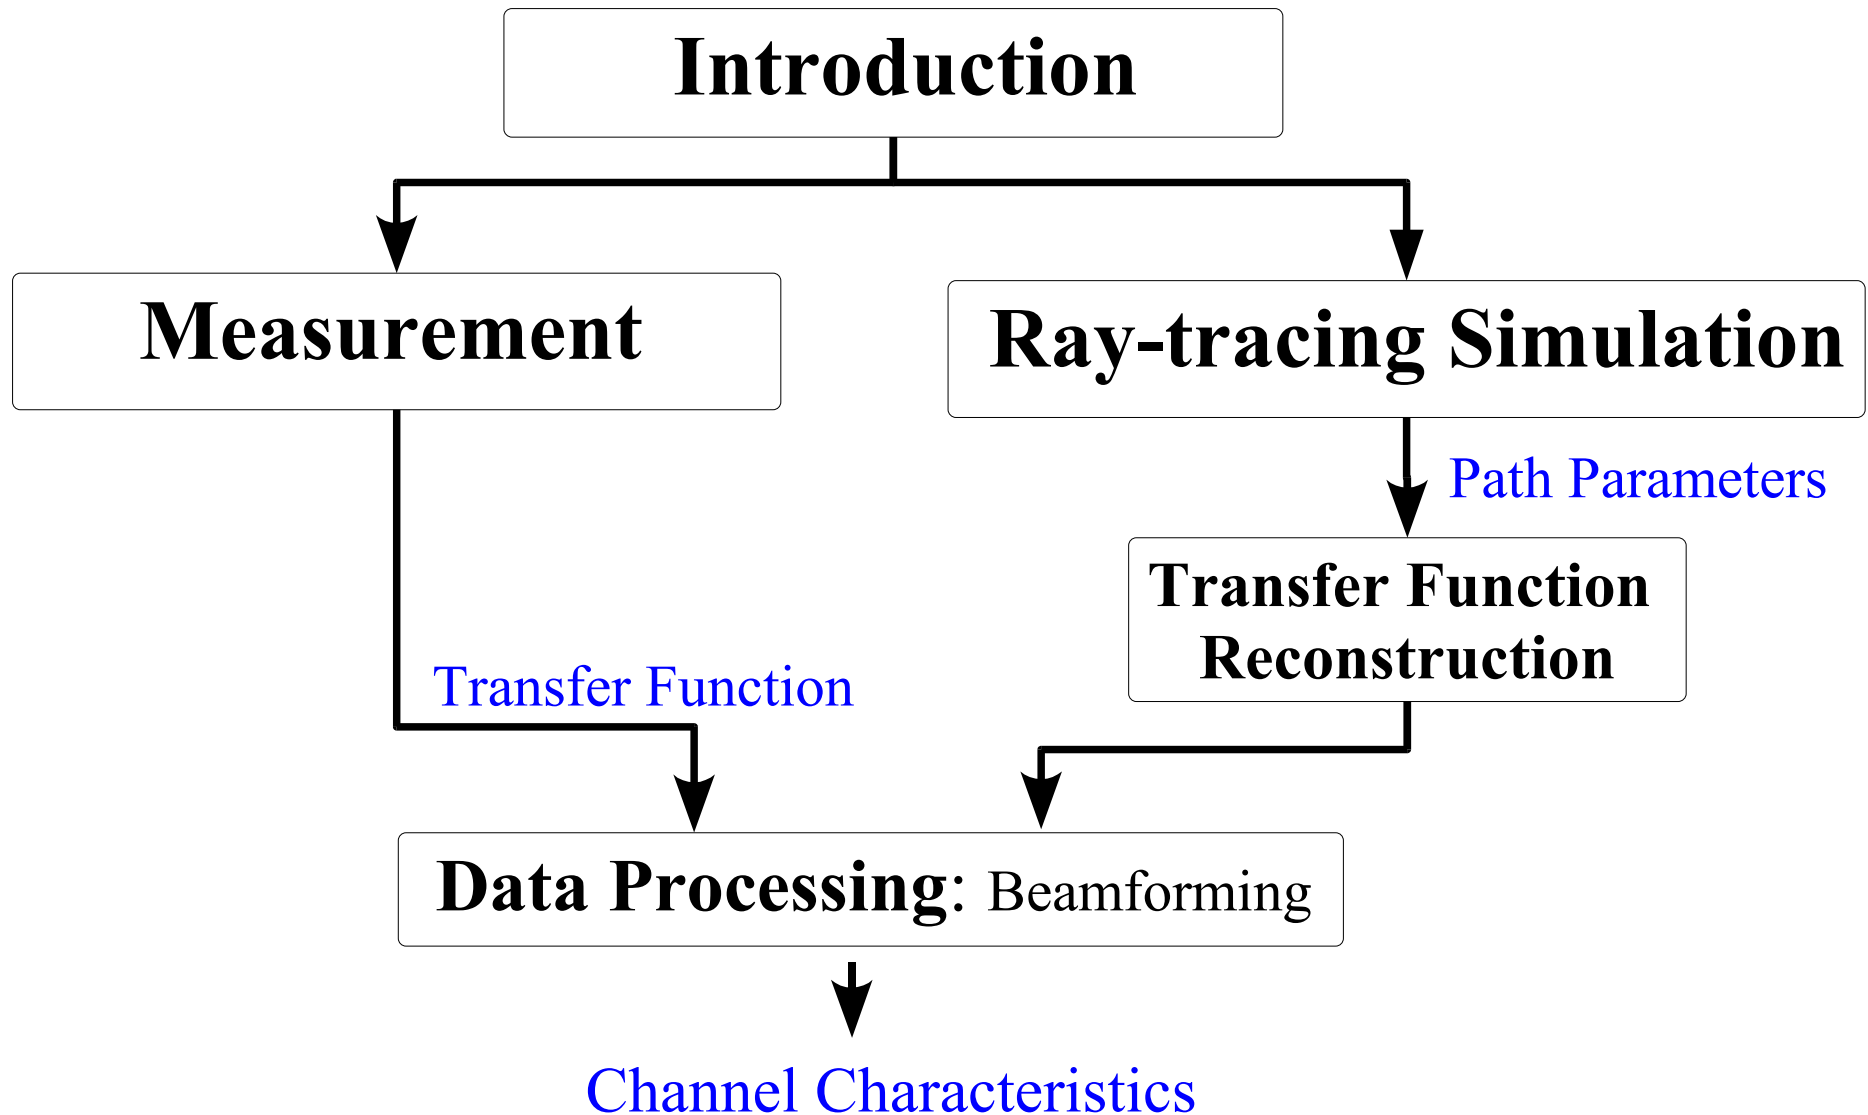 Introduction
Measurement
Ray-tracing Simulation
Path Parameters
Transfer Function
Reconstruction
Transfer Function
Data Processing: Beamforming
Channel Characteristics